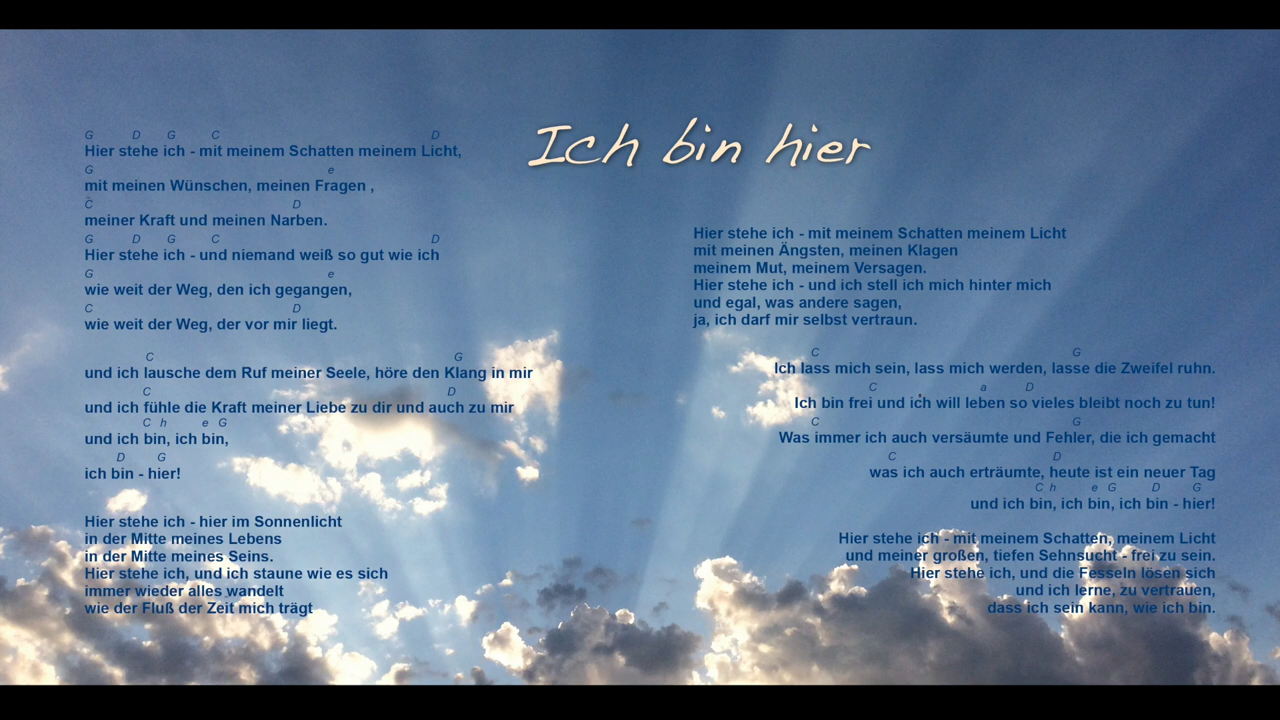 Ich bin hier
G D G C D
Hier stehe ich - mit meinem Schatten meinem Licht,
G e
mit meinen Wünschen, meinen Fragen ,
C D
meiner Kraft und meinen Narben.
G D G C D
Hier stehe ich - und niemand weiß so gut wie ich
G e
wie weit der Weg, den ich gegangen,
C D
wie weit der Weg, der vor mir liegt.
C G
und ich lausche dem Ruf meiner Seele, höre den Klang in mir
C D
und ich fühle die Kraft meiner Liebe zu dir und auch zu mir
C h e G
und ich bin, ich bin,
D G
ich bin - hier!
Hier stehe ich - hier im Sonnenlicht
in der Mitte meines Lebens
in der Mitte meines Seins.
Hier stehe ich, und ich staune wie es sich
immer wieder alles wandelt
wie der Fluß der Zeit mich trägt
Hier stehe ich - mit meinem Schatten meinem Licht
mit meinen Ängsten, meinen Klagen
meinem Mut, meinem Versagen.
Hier stehe ich - und ich stell ich mich hinter mich
und egal, was andere sagen,
ja, ich darf mir selbst vertraun.
C G
Ich lass mich sein, lass mich werden, lasse die Zweifel ruhn.
C a D
Ich bin frei und ich will leben so vieles bleibt noch zu tun!
C G
Was immer ich auch versäumte und Fehler, die ich gemacht
C D
was ich auch erträumte, heute ist ein neuer Tag
C h e G D G
und ich bin, ich bin, ich bin - hier!
Hier stehe ich - mit meinem Schatten, meinem Licht
und meiner großen, tiefen Sehnsucht - frei zu sein.
Hier stehe ich, und die Fesseln lösen sich
und ich lerne, zu vertrauen,
dass ich sein kann, wie ich bin.